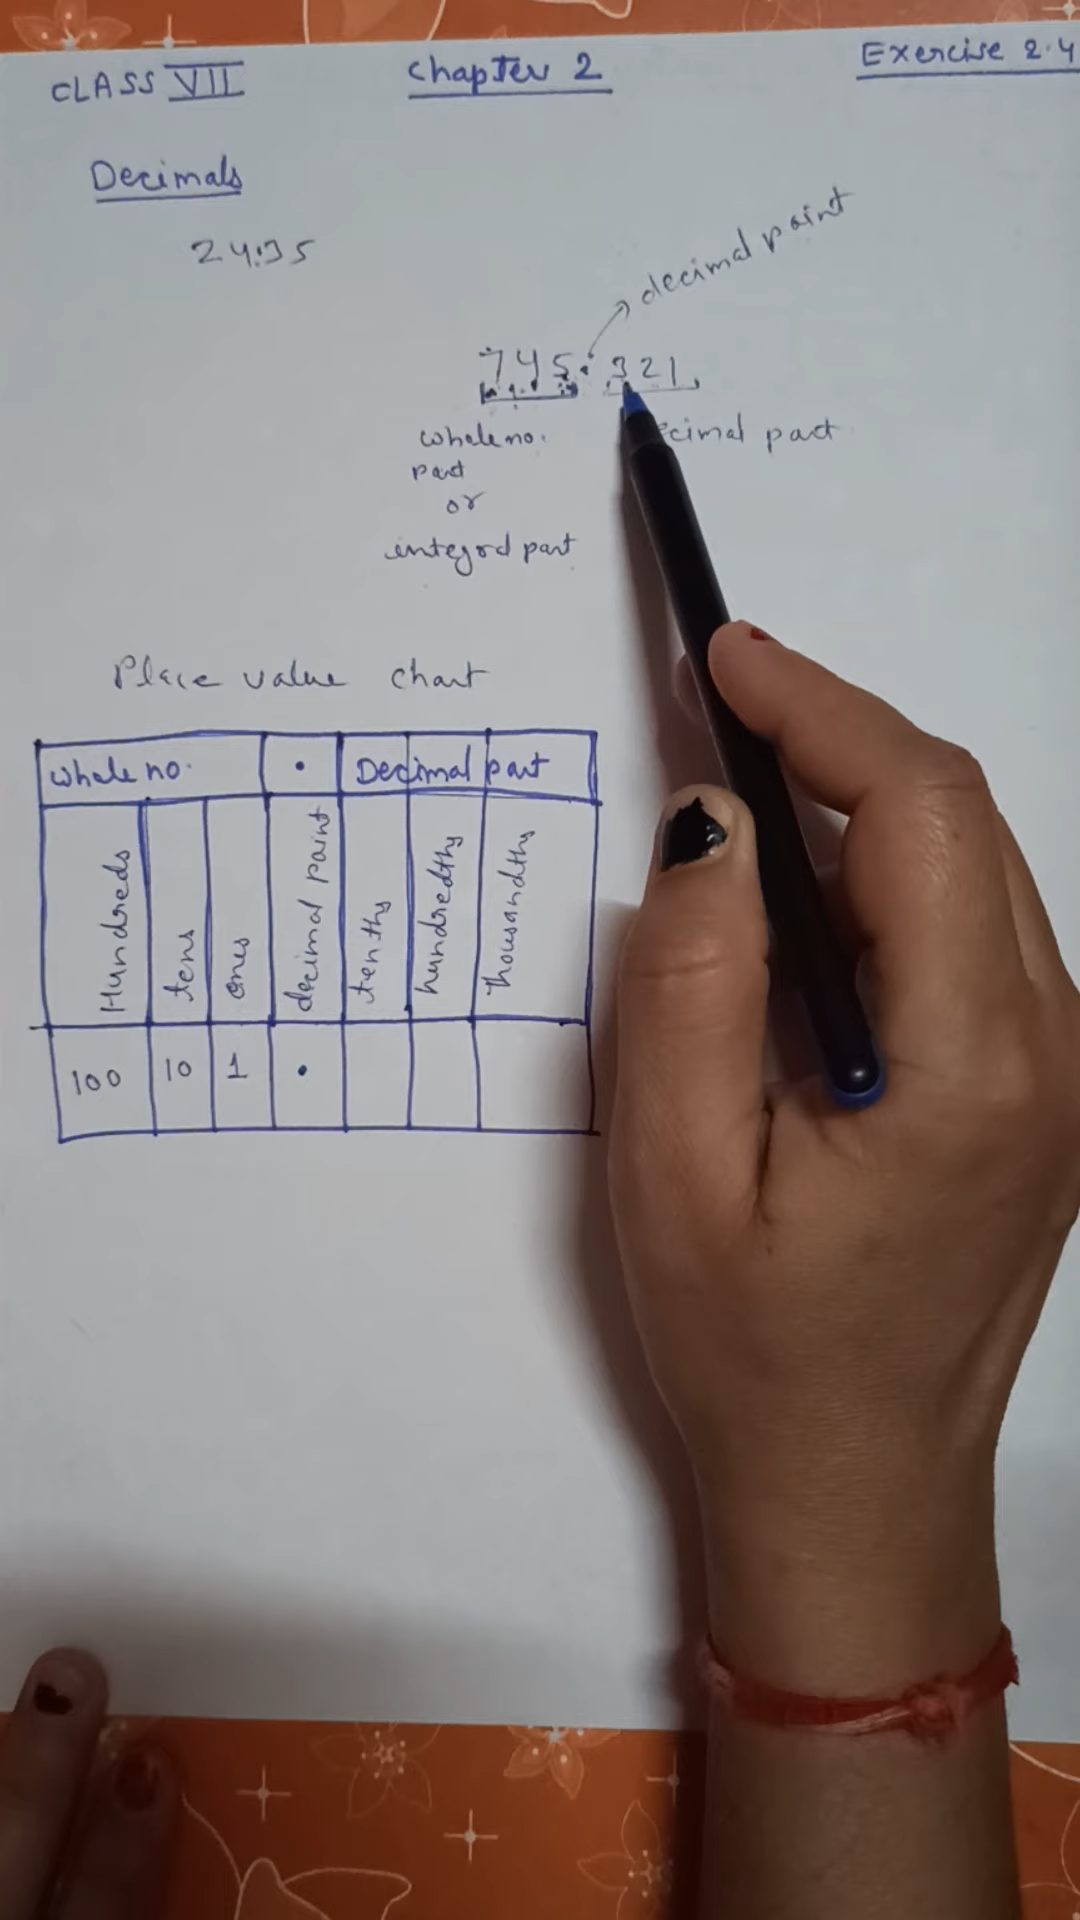 CLASS VII Chapter 2 Exercise 2.4
Decimals
24.35
decimal point
745.321
whole no. decimal part
part
or
integral part
Place value chart
whole no. . Decimal part
Hundreds tens ones decimal point tenths hundredths thousandths
100 10 1 .